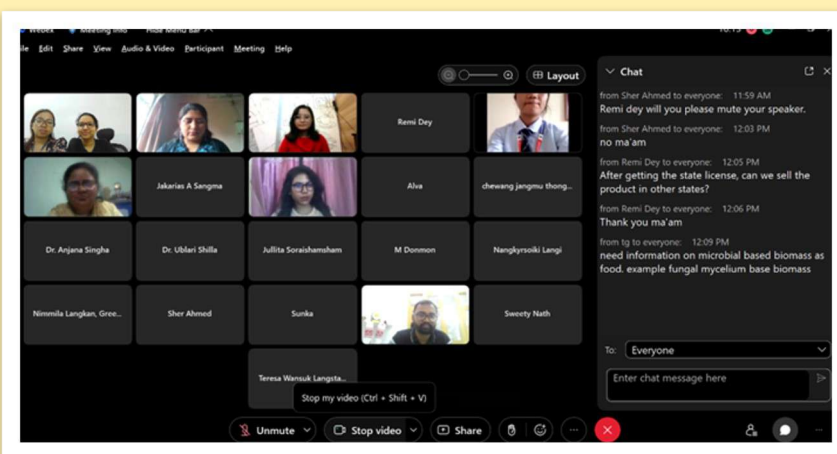 Webex Meeting Info Hide Menu Bar
ile Edit Share View Audio & Video Participant Meeting Help
Layout
Chat
from Sher Ahmed to everyone: 11:59 AM
Remi dey will you please mute your speaker.
from Sher Ahmed to everyone: 12:03 PM
no ma'am
from Remi Dey to everyone: 12:05 PM
After getting the state license, can we sell the
product in other states?
from Remi Dey to everyone: 12:06 PM
Thank you ma'am
from tg to everyone: 12:09 PM
need information on microbial based biomass as
food. example fungal mycelium base biomass
Remi Dey
Jakarias A Sangma
Alva
chewang jangmu thong...
Dr. Anjana Singha
Dr. Ublari Shilla
Jullita Soraishamsham
M Donmon
Nangkyrsoiki Langi
Nimmila Langkan, Gree...
Sher Ahmed
Sunka
Sweety Nath
Teresa Wansuk Langsta...
Stop my video (Ctrl + Shift + V)
To: Everyone
Enter chat message here
Unmute
Stop video
Share